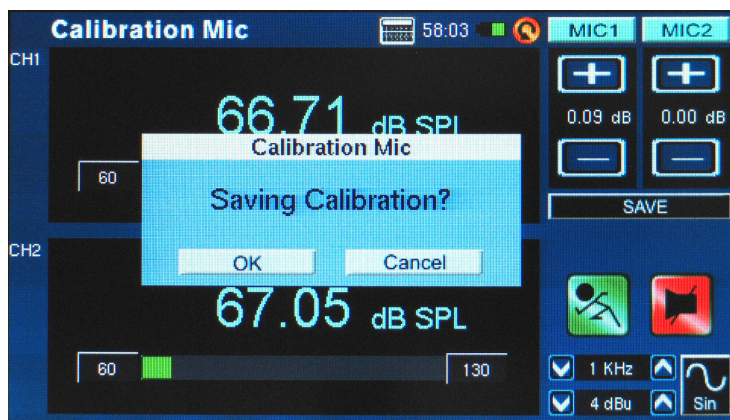 Calibration Mic
58:03
MIC1
MIC2
CH1
66.71 dB SPL
0.09 dB
0.00 dB
60
Calibration Mic
Saving Calibration?
OK
Cancel
SAVE
CH2
67.05 dB SPL
60
130
1 KHz
4 dBu
Sin